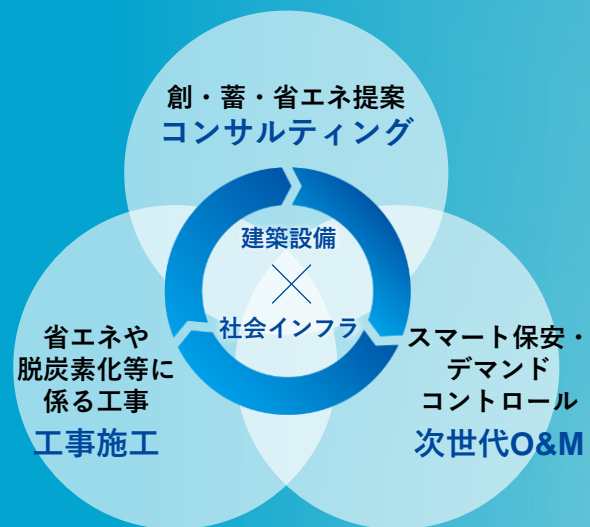 創・蓄・省エネ提案
コンサルティング
建築設備
×
社会インフラ
省エネや
脱炭素化等に
係る工事
工事施工
スマート保安・
デマンド
コントロール
次世代O&M